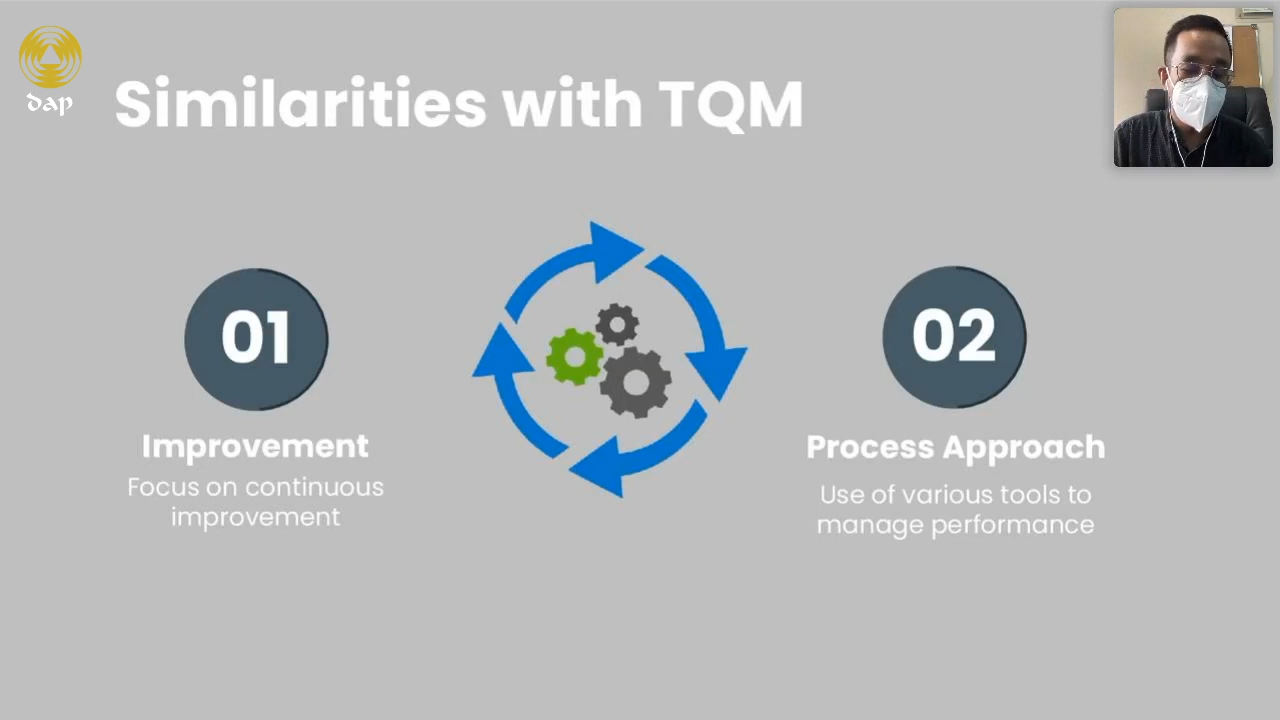 dap
Similarities with TQM
01
Improvement
Focus on continuous
improvement
02
Process Approach
Use of various tools to
manage performance